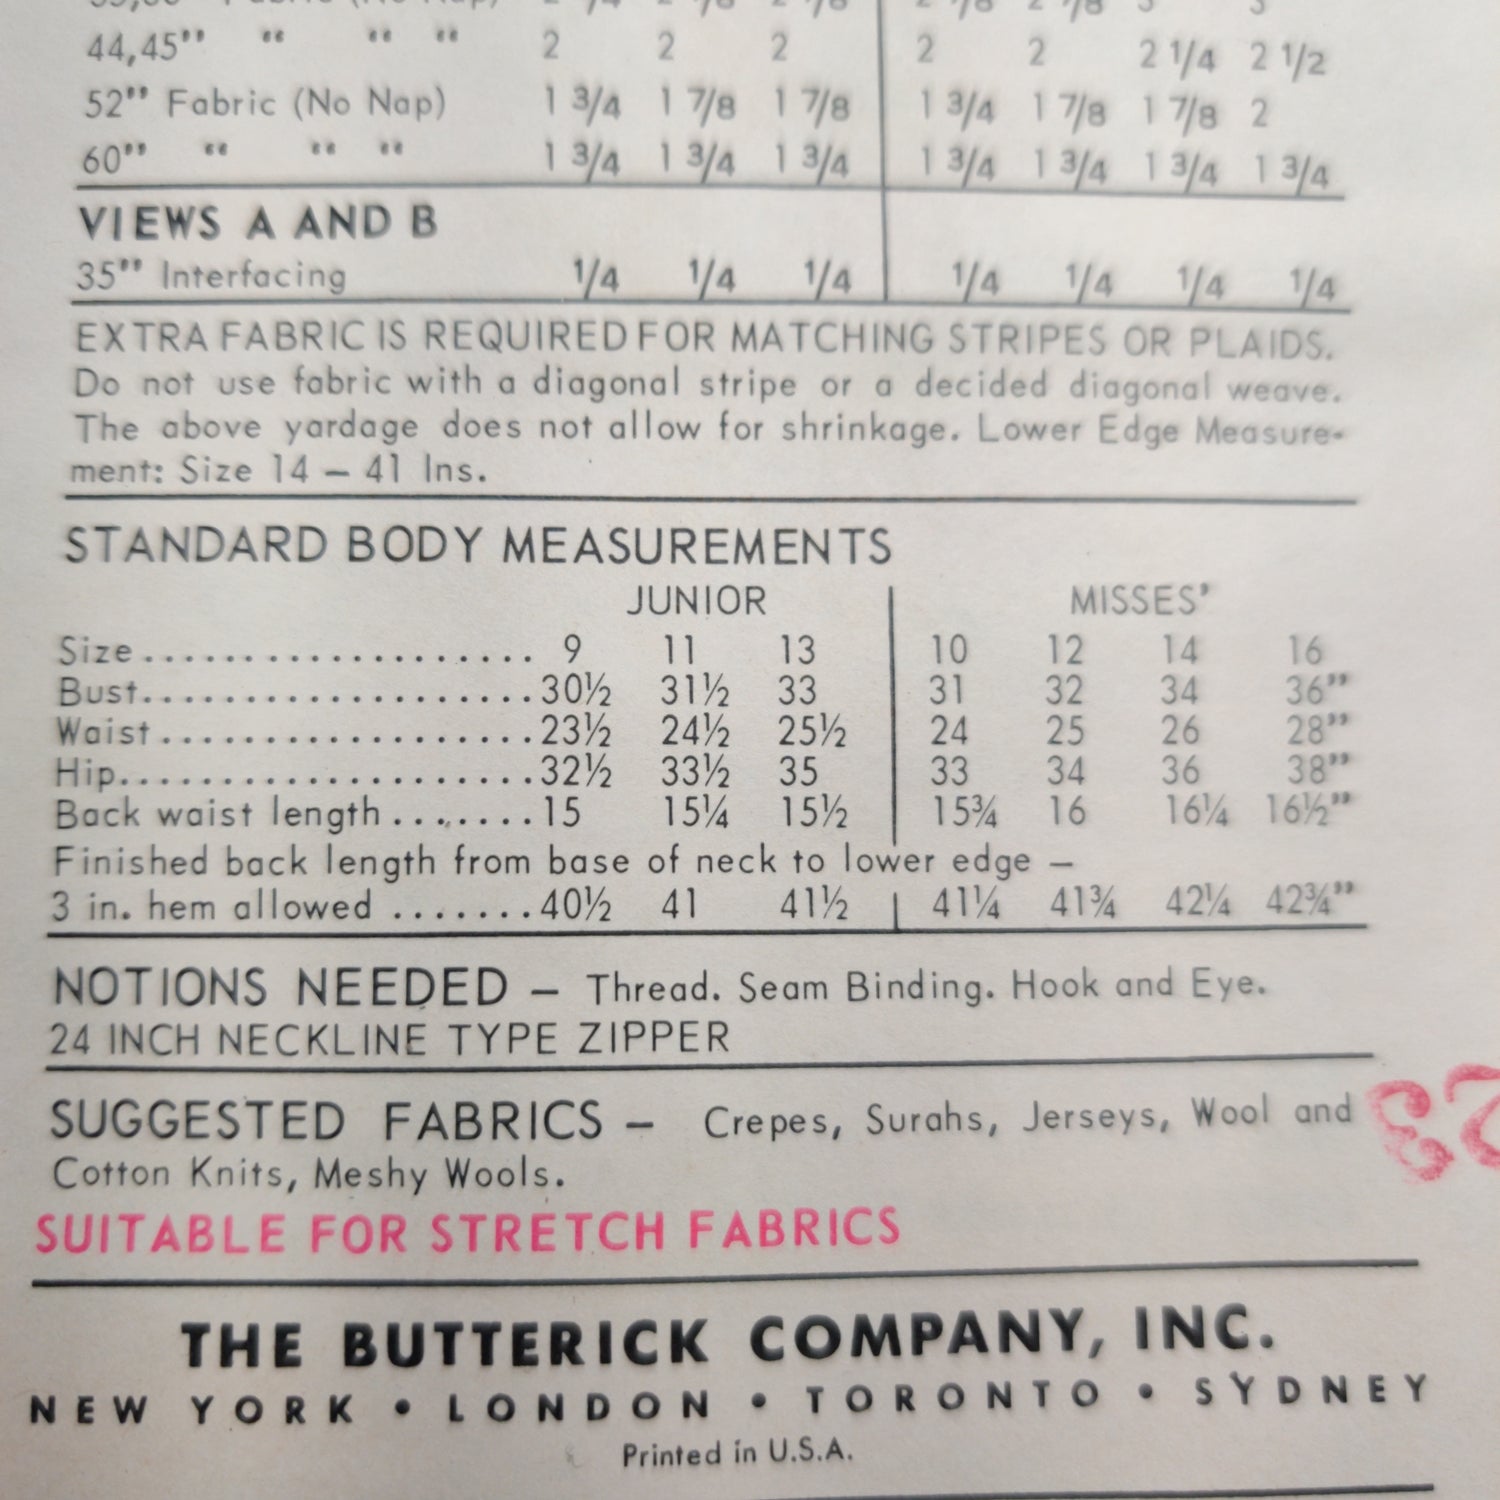 44,45" " " " 2 2 2 2 2 2 1/4 2 1/2
52" Fabric (No Nap) 1 3/4 1 7/8 1 7/8 1 3/4 1 7/8 1 7/8 2
60" " " " 1 3/4 1 3/4 1 3/4 1 3/4 1 3/4 1 3/4 1 3/4
VIEWS A AND B
35" Interfacing 1/4 1/4 1/4 1/4 1/4 1/4 1/4
EXTRA FABRIC IS REQUIRED FOR MATCHING STRIPES OR PLAIDS.
Do not use fabric with a diagonal stripe or a decided diagonal weave.
The above yardage does not allow for shrinkage. Lower Edge Measure-
ment: Size 14 – 41 Ins.
STANDARD BODY MEASUREMENTS
JUNIOR MISSES'
Size.................... 9 11 13 10 12 14 16
Bust.................... 30½ 31½ 33 31 32 34 36"
Waist................... 23½ 24½ 25½ 24 25 26 28"
Hip..................... 32½ 33½ 35 33 34 36 38"
Back waist length........ 15 15¼ 15½ 15¾ 16 16¼ 16½"
Finished back length from base of neck to lower edge –
3 in. hem allowed ....... 40½ 41 41½ 41¼ 41¾ 42¼ 42¾"
NOTIONS NEEDED – Thread. Seam Binding. Hook and Eye.
24 INCH NECKLINE TYPE ZIPPER
SUGGESTED FABRICS – Crepes, Surahs, Jerseys, Wool and
Cotton Knits, Meshy Wools.
SUITABLE FOR STRETCH FABRICS
THE BUTTERICK COMPANY, INC.
NEW YORK • LONDON • TORONTO • SYDNEY
Printed in U.S.A.